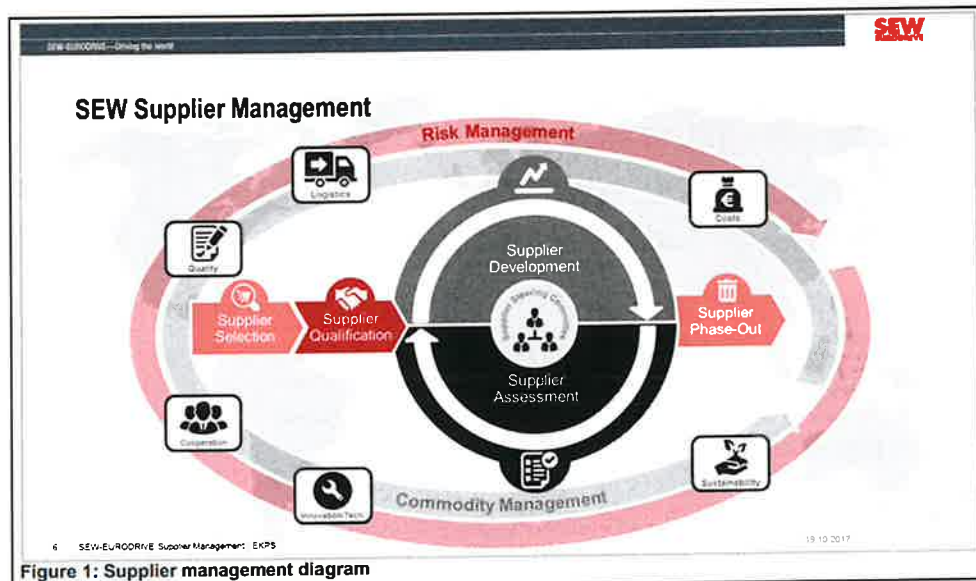 SEW-EURODRIVE—Driving the World
SEW
SEW Supplier Management
Risk Management
Logistics
Costs
Quality
Supplier
Development
Supplier
Selection
Supplier
Qualification
Supplier
Phase-Out
Supplier
Assessment
Cooperation
Innovation Tech.
Commodity Management
Sustainability
6 SEW-EURODRIVE Supplier Management EKPS
19.10.2017
Figure 1: Supplier management diagram